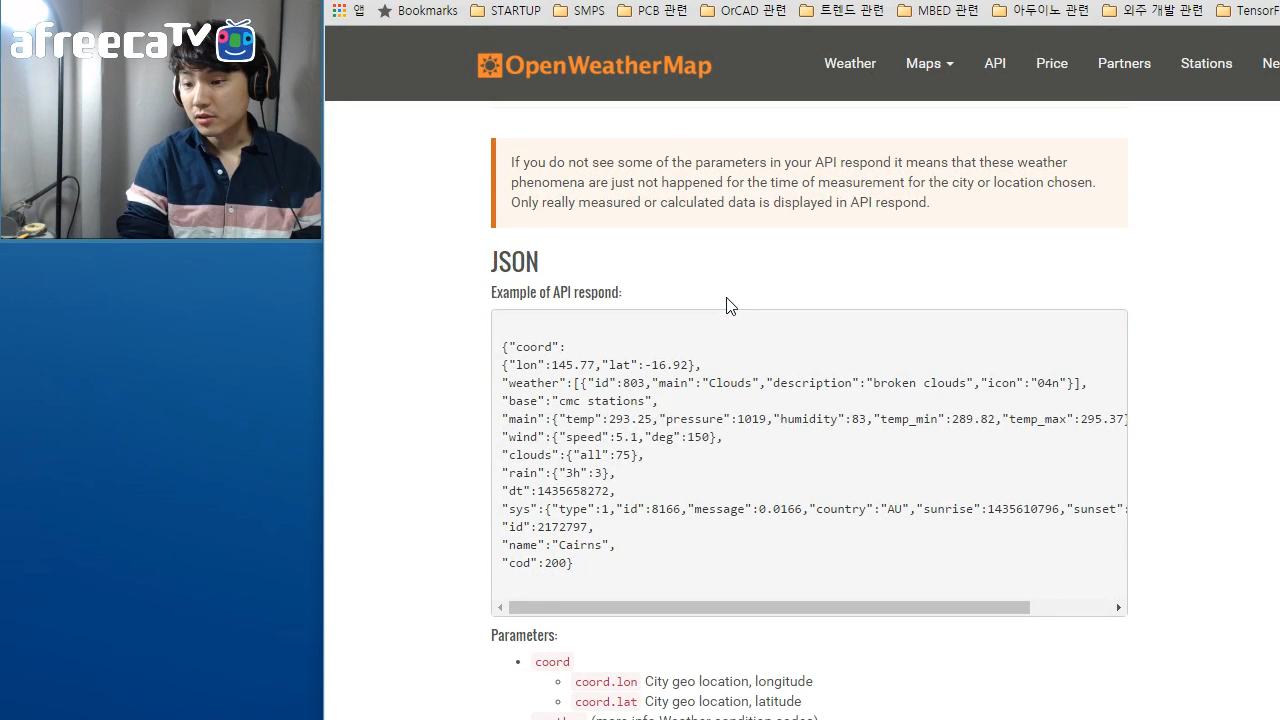 afreecaTV
앱 Bookmarks STARTUP SMPS PCB 관련 OrCAD 관련 트렌드 관련 MBED 관련 아두이노 관련 외주 개발 관련 TensorF
OpenWeatherMap Weather Maps API Price Partners Stations Ne
If you do not see some of the parameters in your API respond it means that these weather
phenomena are just not happened for the time of measurement for the city or location chosen.
Only really measured or calculated data is displayed in API respond.
JSON
Example of API respond:
{"coord":
{"lon":145.77,"lat":-16.92},
"weather":[{"id":803,"main":"Clouds","description":"broken clouds","icon":"04n"}],
"base":"cmc stations",
"main":{"temp":293.25,"pressure":1019,"humidity":83,"temp_min":289.82,"temp_max":295.37}
"wind":{"speed":5.1,"deg":150},
"clouds":{"all":75},
"rain":{"3h":3},
"dt":1435658272,
"sys":{"type":1,"id":8166,"message":0.0166,"country":"AU","sunrise":1435610796,"sunset":
"id":2172797,
"name":"Cairns",
"cod":200}
Parameters:
coord
coord.lon City geo location, longitude
coord.lat City geo location, latitude
(more info Weather condition codes)